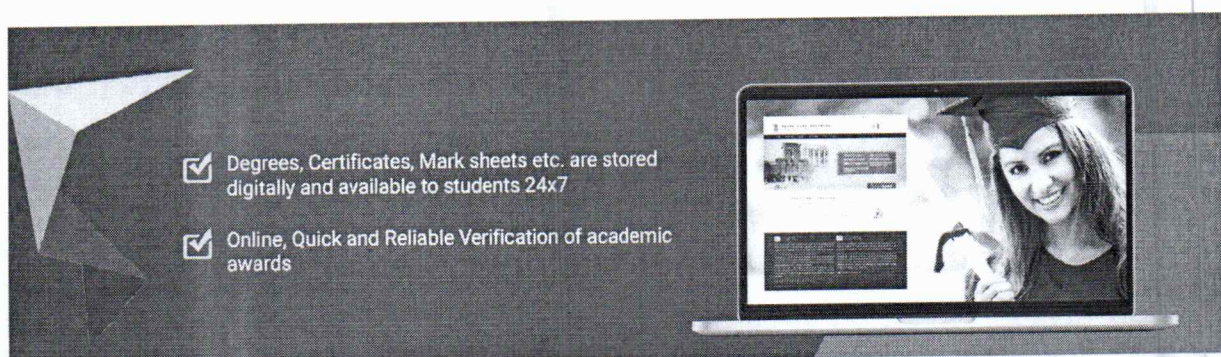 Degrees, Certificates, Mark sheets etc. are stored
digitally and available to students 24x7
Online, Quick and Reliable Verification of academic
awards